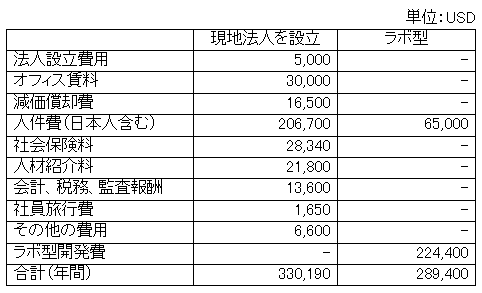 単位:USD
現地法人を設立 ラボ型
法人設立費用 5,000 -
オフィス賃料 30,000 -
減価償却費 16,500 -
人件費(日本人含む) 206,700 65,000
社会保険料 28,340 -
人材紹介料 21,800 -
会計、税務、監査報酬 13,600 -
社員旅行費 1,650 -
その他の費用 6,600 -
ラボ型開発費 - 224,400
合計(年間) 330,190 289,400